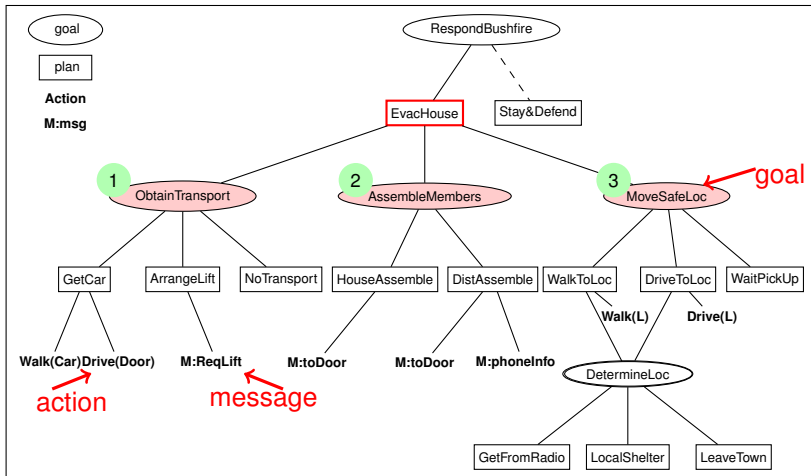 goal
RespondBushfire
plan
Action
M:msg
EvacHouse
Stay&Defend
1
ObtainTransport
2
AssembleMembers
3
MoveSafeLoc
goal
GetCar
ArrangeLift
NoTransport
HouseAssemble
DistAssemble
WalkToLoc
DriveToLoc
WaitPickUp
Walk(L)
Drive(L)
Walk(Car)
Drive(Door)
M:ReqLift
M:toDoor
M:toDoor
M:phoneInfo
DetermineLoc
action
message
GetFromRadio
LocalShelter
LeaveTown